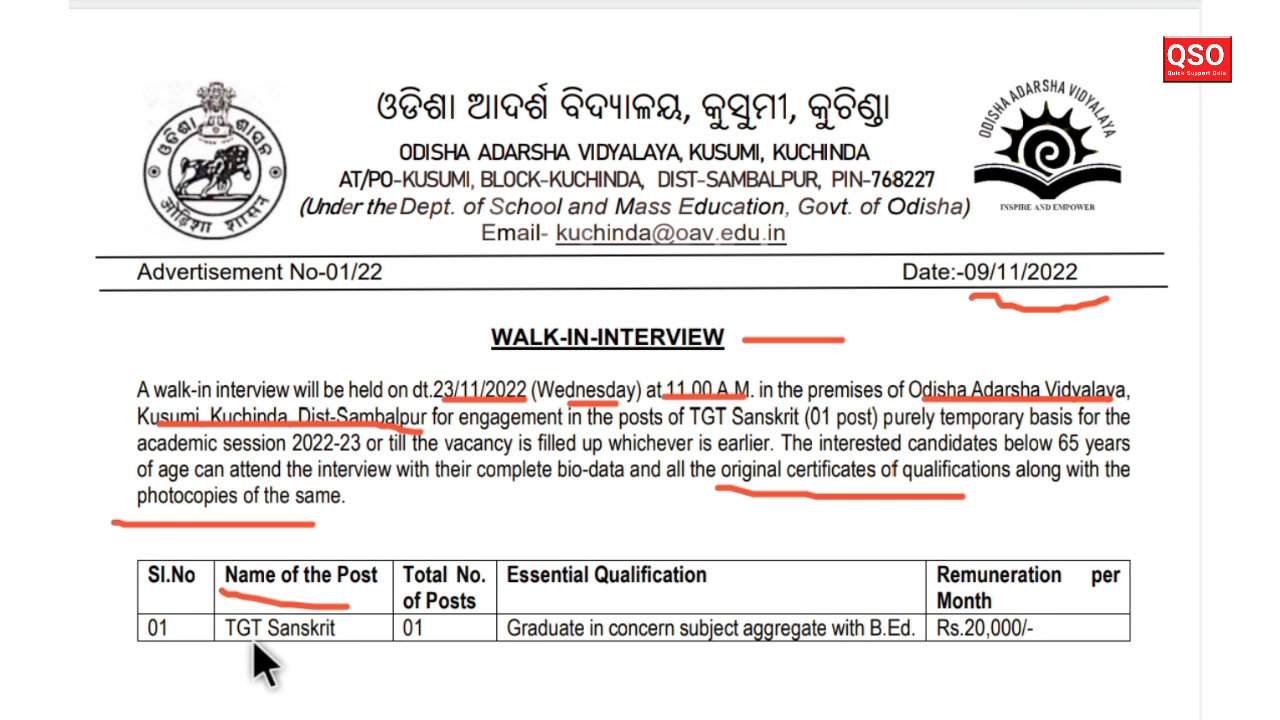 QSO
Quick Support Odia
ଓଡିଶା ଶାସନ
ओड़िशा शासन
ODISHA ADARSHA VIDYALAYA
INSPIRE AND EMPOWER
ଓଡିଶା ଆଦର୍ଶ ବିଦ୍ୟାଳୟ, କୁସୁମୀ, କୁଚିଣ୍ଡା
ODISHA ADARSHA VIDYALAYA, KUSUMI, KUCHINDA
AT/PO-KUSUMI, BLOCK-KUCHINDA, DIST-SAMBALPUR, PIN-768227
(Under the Dept. of School and Mass Education, Govt. of Odisha)
Email- kuchinda@oav.edu.in
Advertisement No-01/22 Date:-09/11/2022
WALK-IN-INTERVIEW
A walk-in interview will be held on dt.23/11/2022 (Wednesday) at 11.00 A.M. in the premises of Odisha Adarsha Vidyalaya,
Kusumi, Kuchinda, Dist-Sambalpur for engagement in the posts of TGT Sanskrit (01 post) purely temporary basis for the
academic session 2022-23 or till the vacancy is filled up whichever is earlier. The interested candidates below 65 years
of age can attend the interview with their complete bio-data and all the original certificates of qualifications along with the
photocopies of the same.
Sl.No Name of the Post Total No. of Posts Essential Qualification Remuneration per Month
01 TGT Sanskrit 01 Graduate in concern subject aggregate with B.Ed. Rs.20,000/-